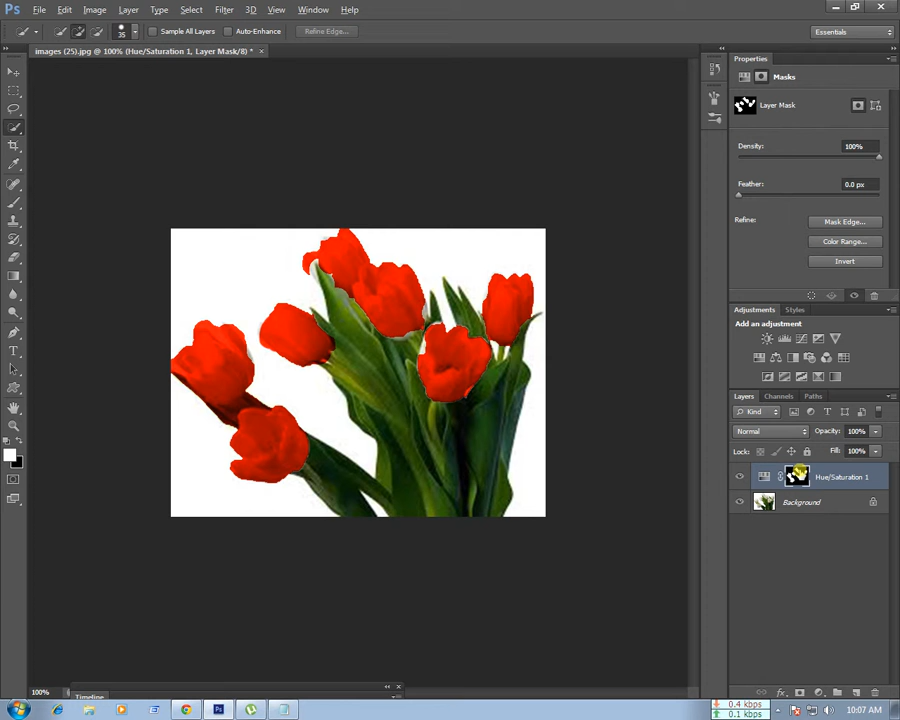 Ps File Edit Image Layer Type Select Filter 3D View Window Help
35 Sample All Layers Auto-Enhance Refine Edge... Essentials
images (25).jpg @ 100% (Hue/Saturation 1, Layer Mask/8) * ×
Properties
Masks
Layer Mask
Density: 100%
Feather: 0.0 px
Refine: Mask Edge...
Color Range...
Invert
Adjustments Styles
Add an adjustment
Layers Channels Paths
Kind
Normal Opacity: 100%
Lock: Fill: 100%
Hue/Saturation 1
Background
100%
Timeline
0.4 kbps
0.1 kbps
10:07 AM